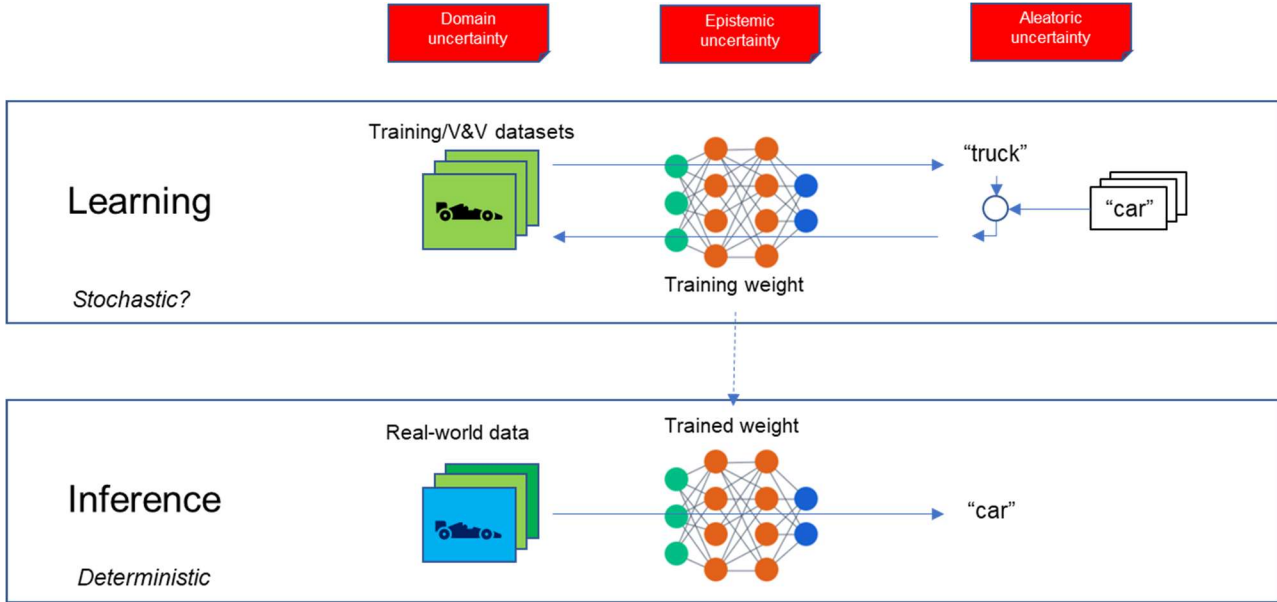 Domain
uncertainty
Epistemic
uncertainty
Aleatoric
uncertainty
Training/V&V datasets
“truck”
Learning
“car”
Training weight
Stochastic?
Real-world data
Trained weight
Inference
“car”
Deterministic